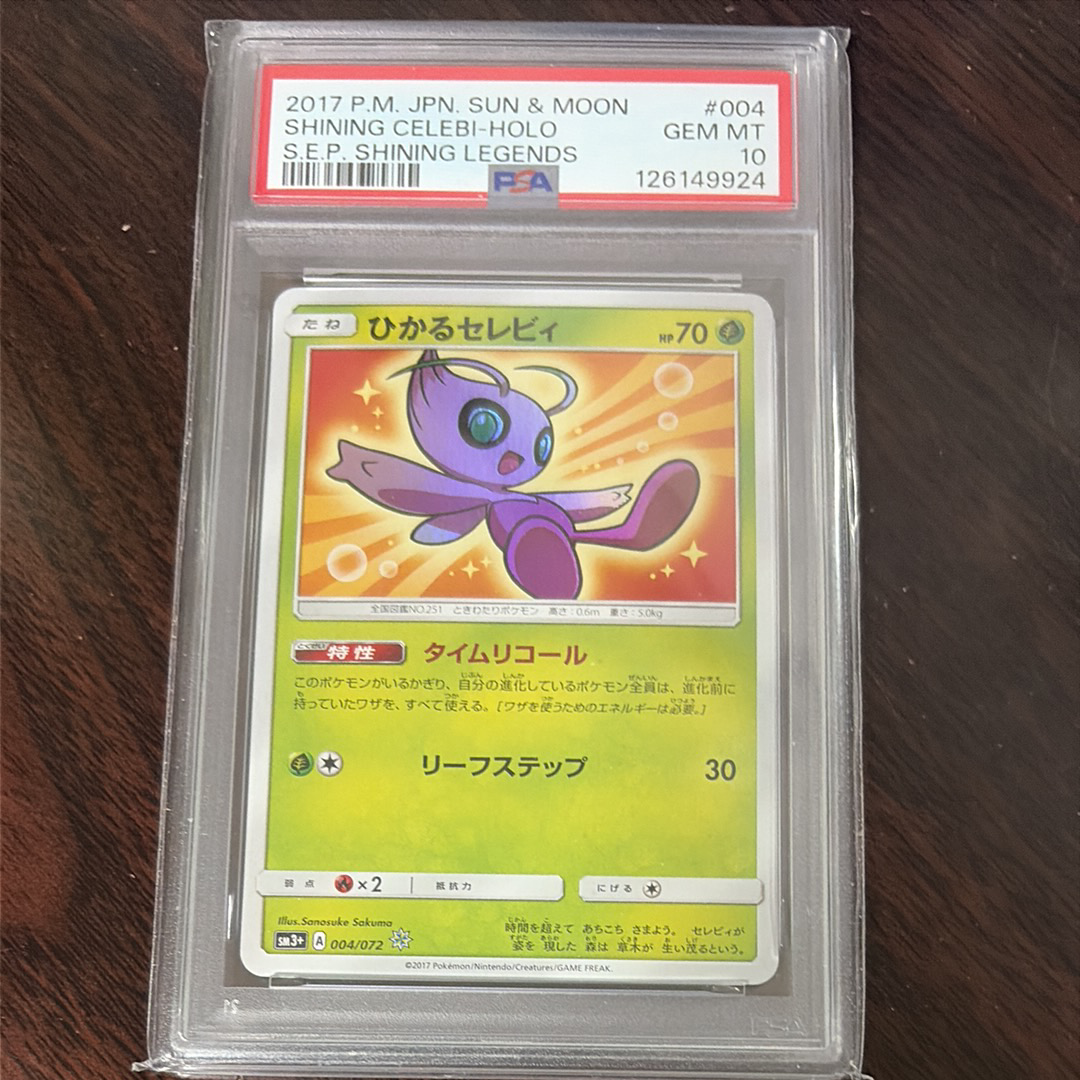 2017 P.M. JPN. SUN & MOON #004
SHINING CELEBI-HOLO GEM MT
S.E.P. SHINING LEGENDS 10
PSA 126149924
たね ひかるセレビィ HP70
全国図鑑NO.251 ときわたりポケモン 高さ:0.6m 重さ:5.0kg
特性 タイムリコール
このポケモンがいるかぎり、自分の進化しているポケモン全員は、進化前に
持っていたワザを、すべて使える。[ワザを使うためのエネルギーは必要。]
リーフステップ 30
弱点 ×2 抵抗力 にげる
Illus.Sanosuke Sakuma
SM3+ A 004/072
時間を超えて あちこち さまよう。 セレビィが
姿を 現した 森は 草木が 生い茂るという。
©2017 Pokémon/Nintendo/Creatures/GAME FREAK.